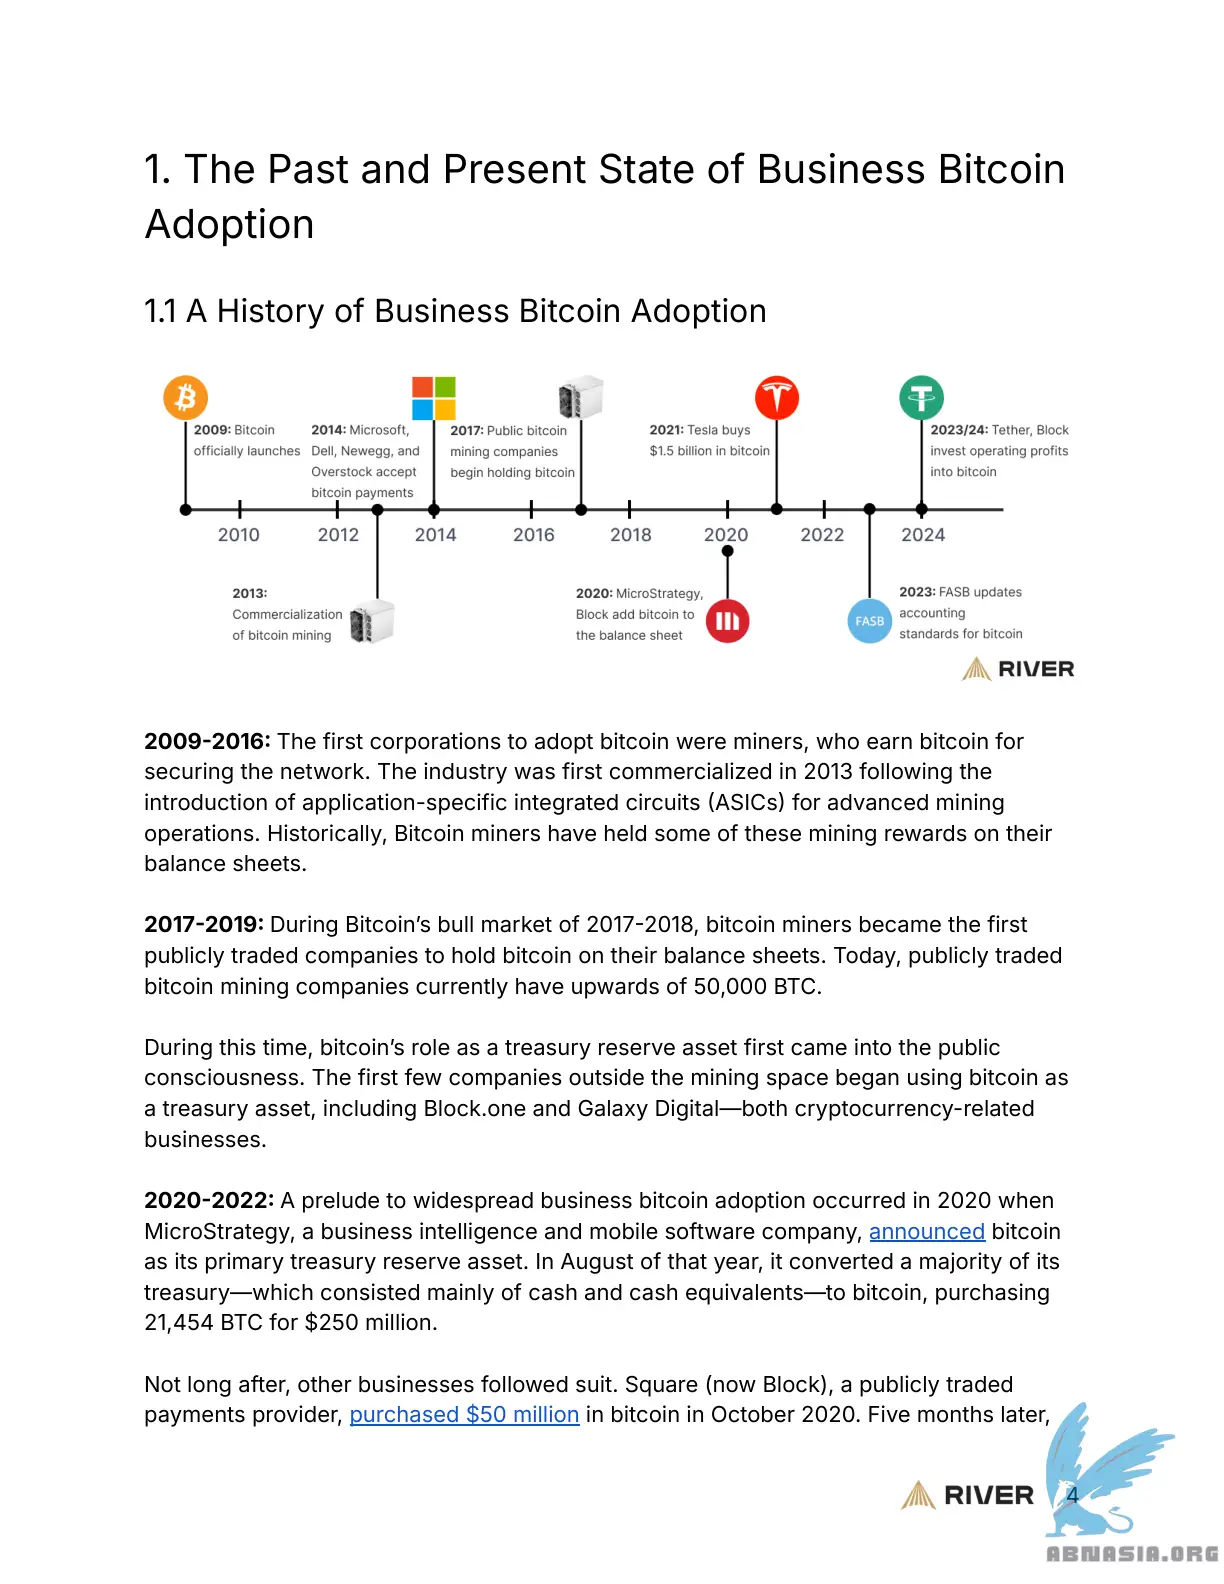 1. The Past and Present State of Business Bitcoin
Adoption
1.1 A History of Business Bitcoin Adoption
2009: Bitcoin
officially launches
2014: Microsoft,
Dell, Newegg, and
Overstock accept
bitcoin payments
2017: Public bitcoin
mining companies
begin holding bitcoin
2021: Tesla buys
$1.5 billion in bitcoin
2023/24: Tether, Block
invest operating profits
into bitcoin
2010 2012 2014 2016 2018 2020 2022 2024
2013:
Commercialization
of bitcoin mining
2020: MicroStrategy,
Block add bitcoin to
the balance sheet
FASB
2023: FASB updates
accounting
standards for bitcoin
RIVER
2009-2016: The first corporations to adopt bitcoin were miners, who earn bitcoin for
securing the network. The industry was first commercialized in 2013 following the
introduction of application-specific integrated circuits (ASICs) for advanced mining
operations. Historically, Bitcoin miners have held some of these mining rewards on their
balance sheets.
2017-2019: During Bitcoin’s bull market of 2017-2018, bitcoin miners became the first
publicly traded companies to hold bitcoin on their balance sheets. Today, publicly traded
bitcoin mining companies currently have upwards of 50,000 BTC.
During this time, bitcoin’s role as a treasury reserve asset first came into the public
consciousness. The first few companies outside the mining space began using bitcoin as
a treasury asset, including Block.one and Galaxy Digital—both cryptocurrency-related
businesses.
2020-2022: A prelude to widespread business bitcoin adoption occurred in 2020 when
MicroStrategy, a business intelligence and mobile software company, announced bitcoin
as its primary treasury reserve asset. In August of that year, it converted a majority of its
treasury—which consisted mainly of cash and cash equivalents—to bitcoin, purchasing
21,454 BTC for $250 million.
Not long after, other businesses followed suit. Square (now Block), a publicly traded
payments provider, purchased $50 million in bitcoin in October 2020. Five months later,
RIVER 4
ABNASIA.ORG